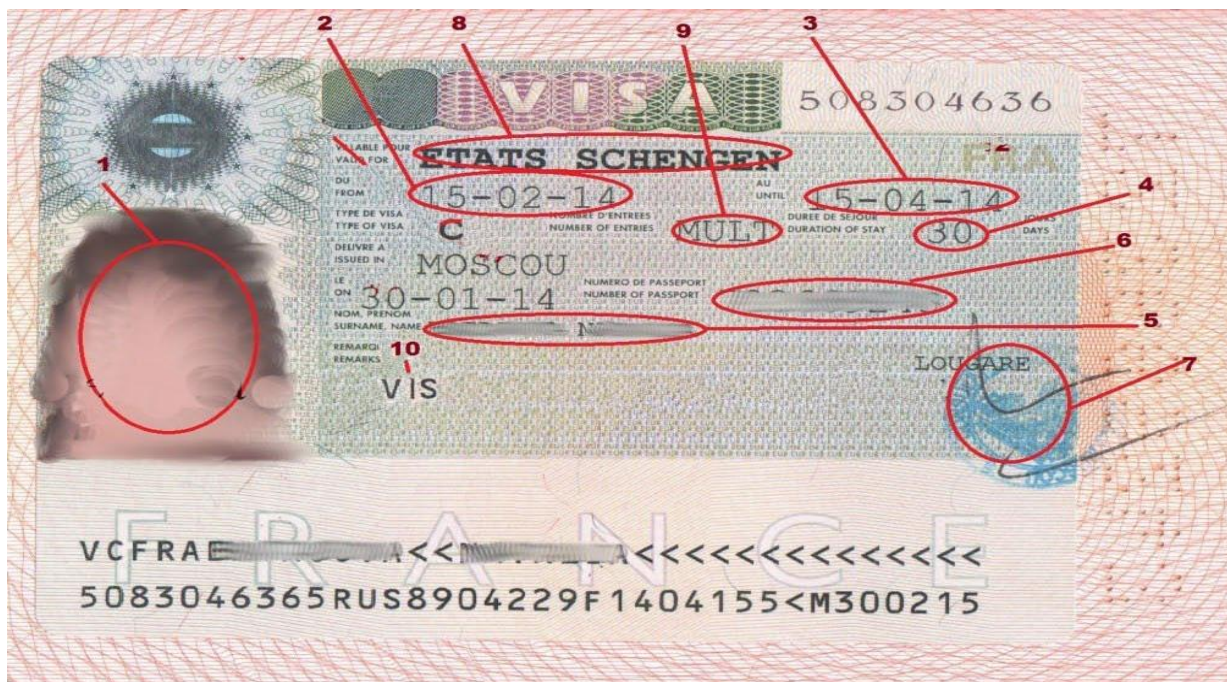 2 8 9 3
VISA 508304636
VALABLE POUR
VALID FOR ETATS SCHENGEN FRA
1
DU
FROM 15-02-14 AU
UNTIL 15-04-14
4
TYPE DE VISA
TYPE OF VISA C NOMBRE D'ENTREES
NUMBER OF ENTRIES MULT DUREE DE SEJOUR
DURATION OF STAY 30 JOURS
DAYS
6
DELIVRE A
ISSUED IN MOSCOU
LE
ON 30-01-14 NUMERO DE PASSEPORT
NUMBER OF PASSPORT
NOM, PRENOM
SURNAME, NAME
5
REMARKS
10
VIS
LOUGARE
7
FRANCE
VCFRA << <<<<<<<<<<<<<<<
5083046365RUS8904229F1404155<M300215